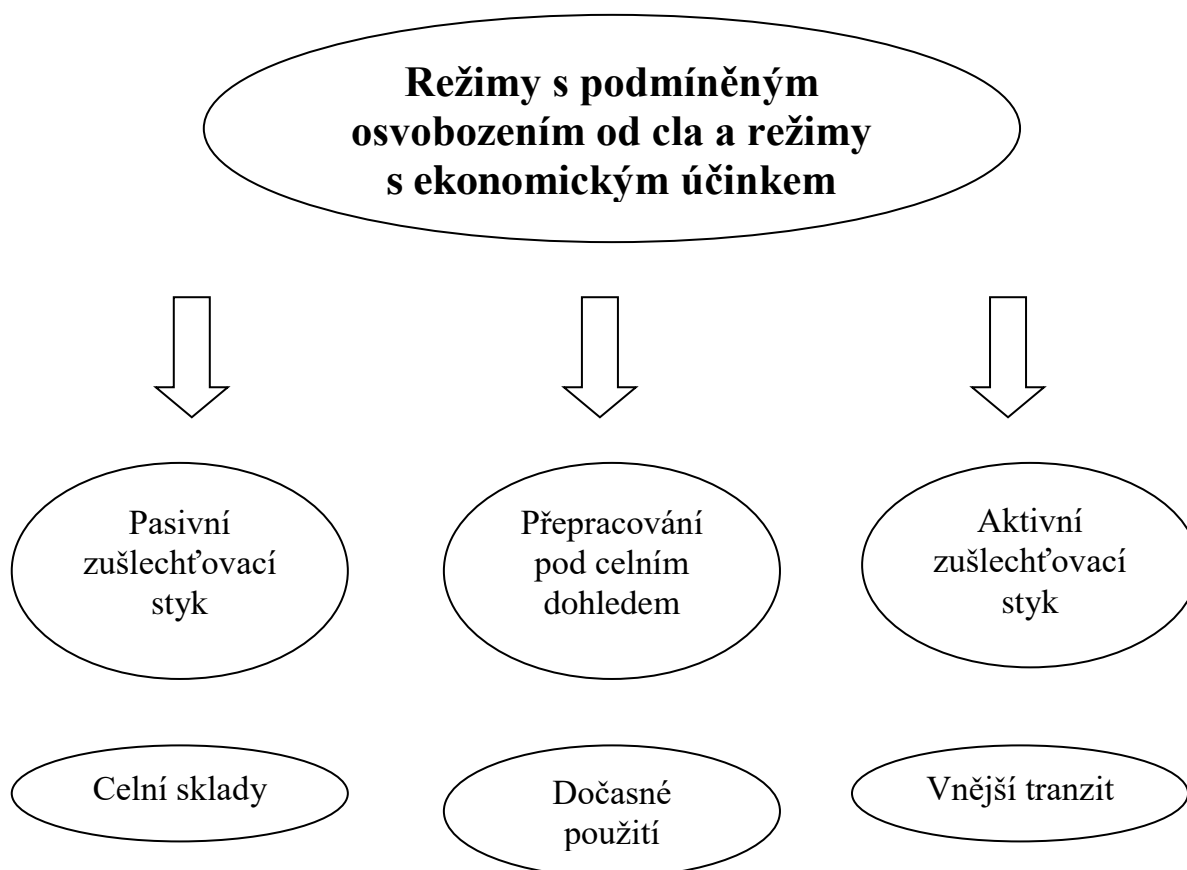 Režimy s podmíněným
osvobozením od cla a režimy
s ekonomickým účinkem
Pasivní
zušlechťovací
styk
Přepracování
pod celním
dohledem
Aktivní
zušlechťovací
styk
Celní sklady
Dočasné
použití
Vnější tranzit